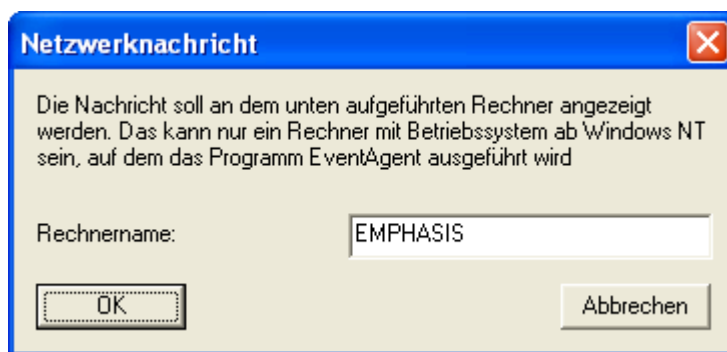 Netzwerknachricht
Die Nachricht soll an dem unten aufgeführten Rechner angezeigt
werden. Das kann nur ein Rechner mit Betriebssystem ab Windows NT
sein, auf dem das Programm EventAgent ausgeführt wird
Rechnername: EMPHASIS
OK Abbrechen